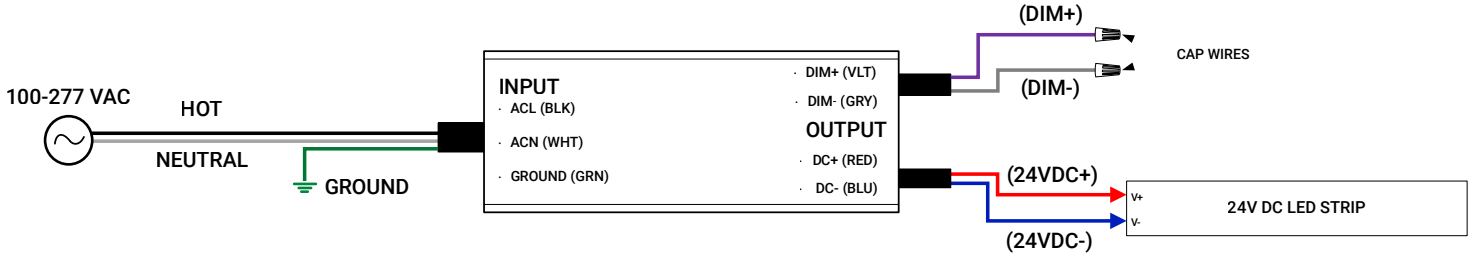 100-277 VAC
HOT
NEUTRAL
GROUND
INPUT
· ACL (BLK)
· ACN (WHT)
· GROUND (GRN)
· DIM+ (VLT)
· DIM- (GRY)
OUTPUT
· DC+ (RED)
· DC- (BLU)
(DIM+)
(DIM-)
CAP WIRES
(24VDC+)
(24VDC-)
V+
V-
24V DC LED STRIP